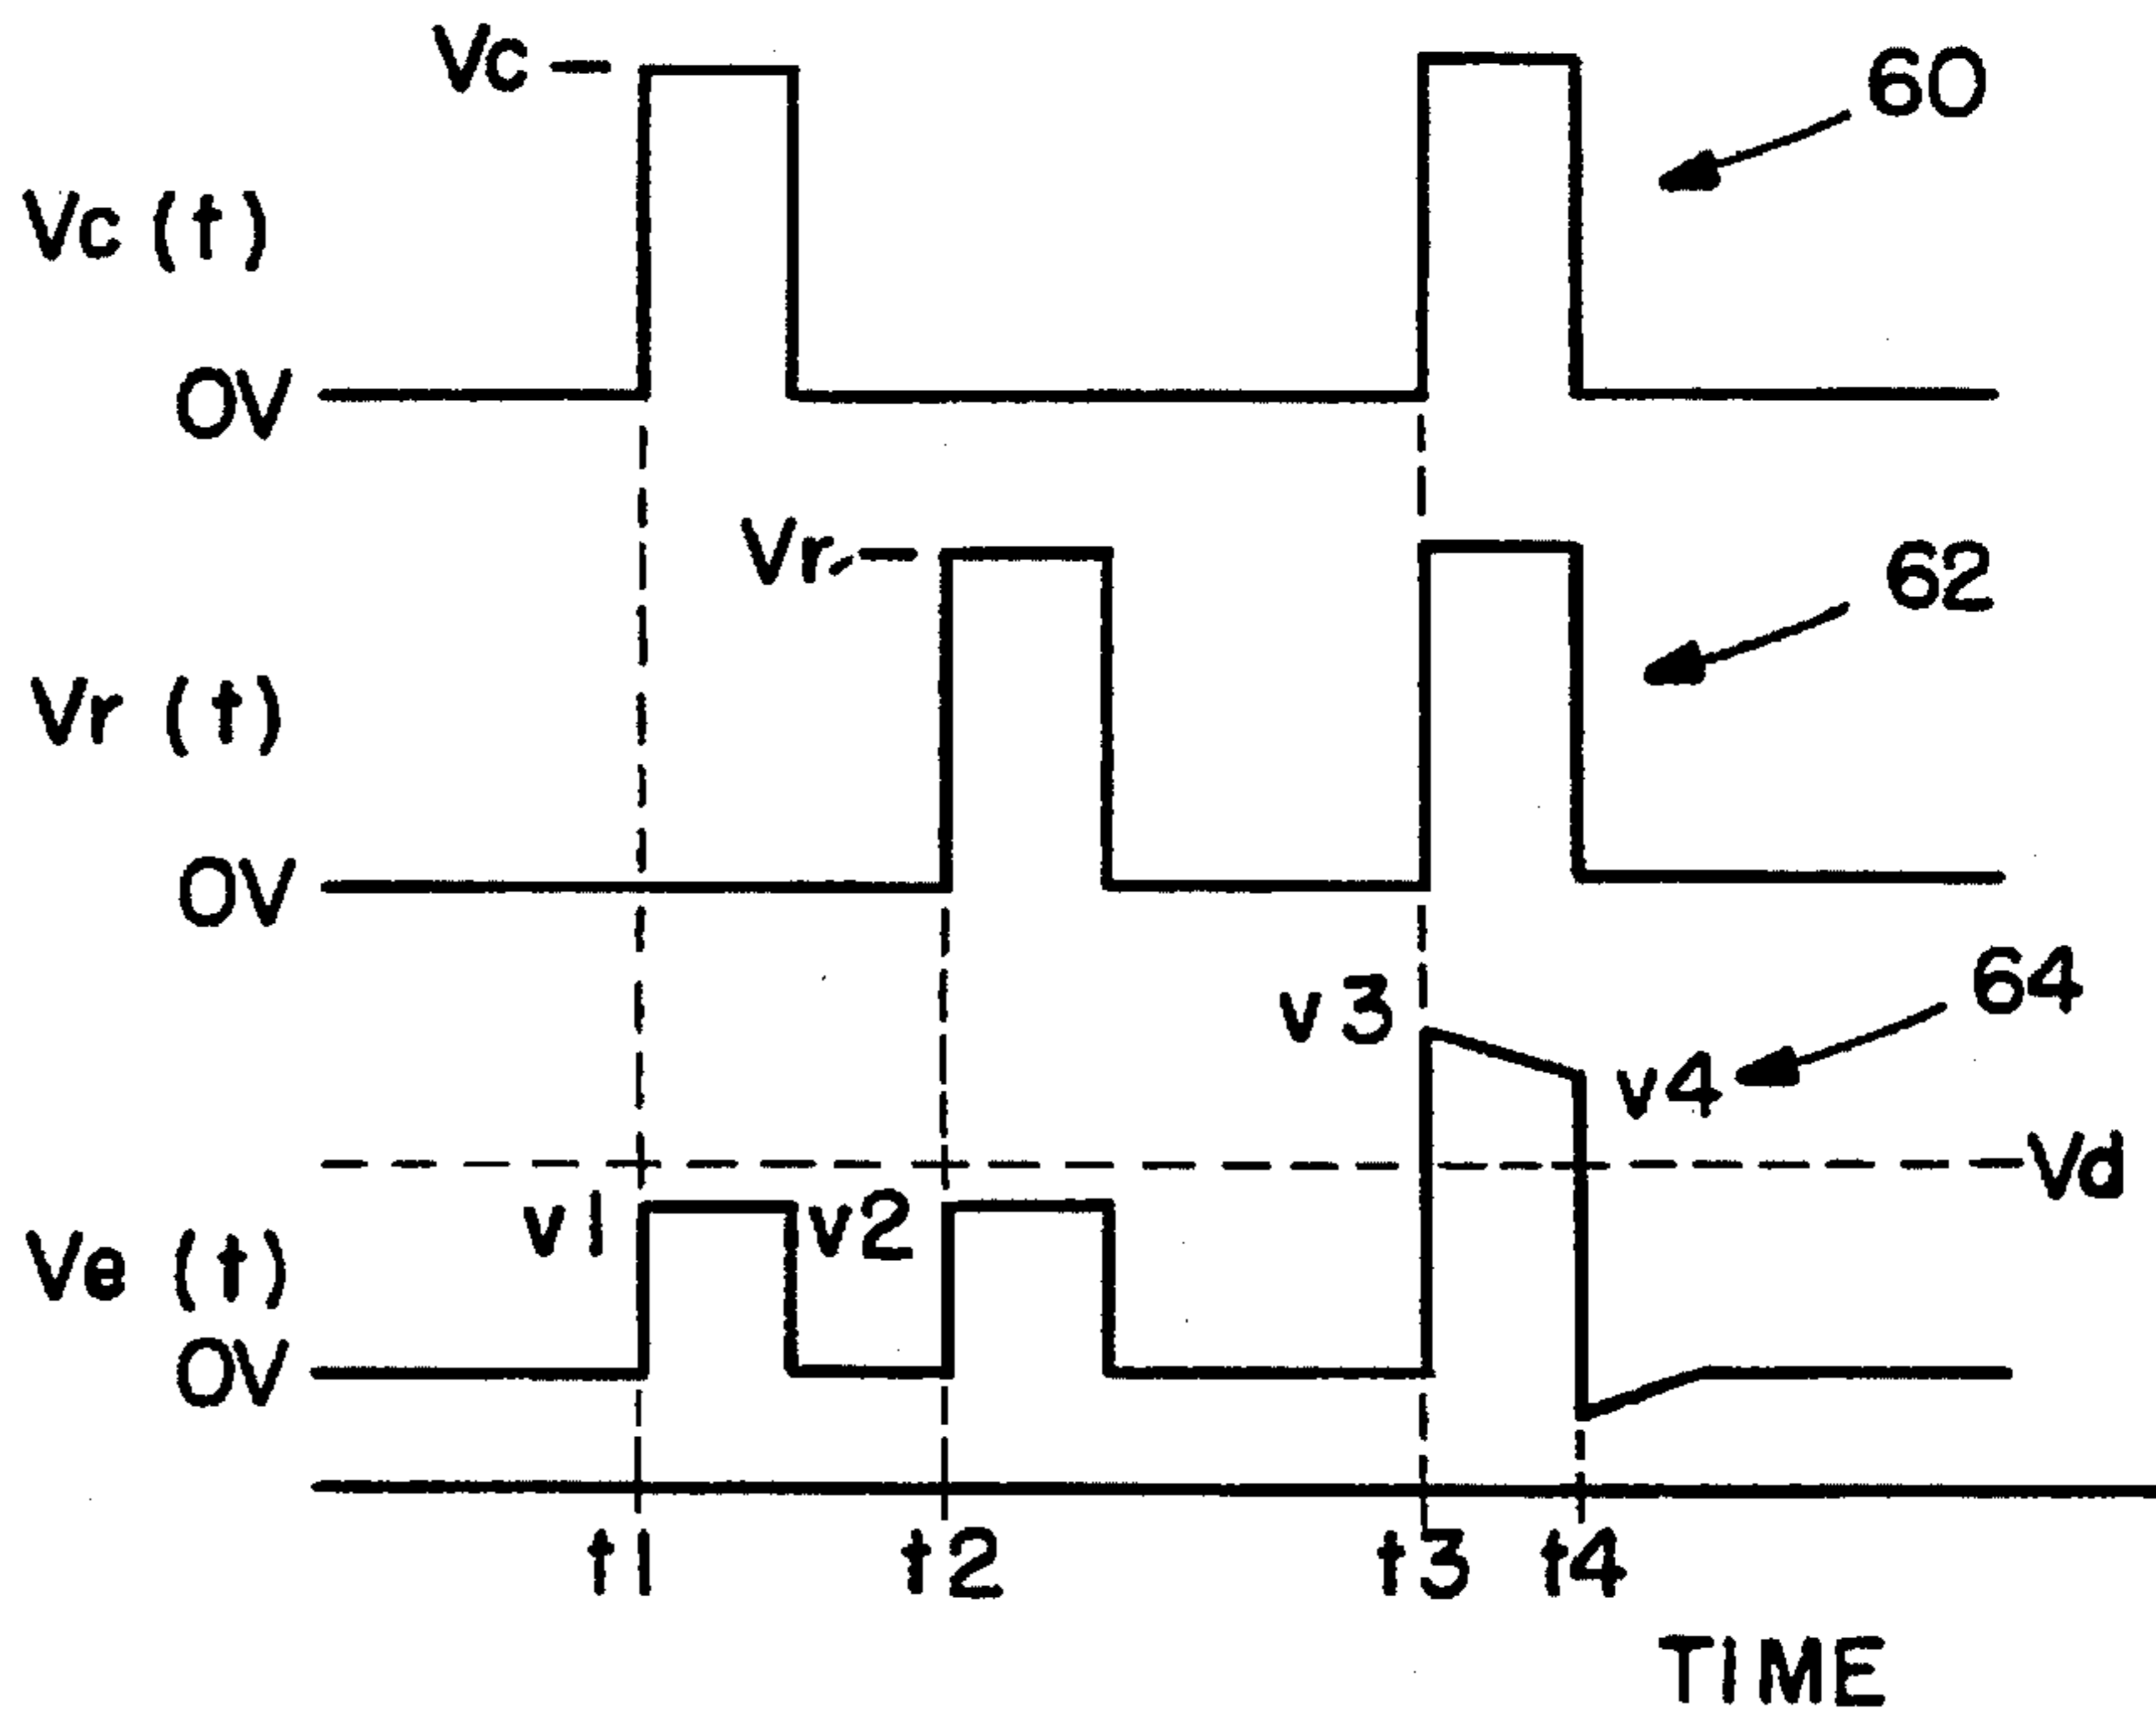 Vc
60
Vc (t)
0V
Vr
62
Vr (t)
0V
64
v3
v4
Vd
v1
v2
Ve (t)
0V
t1
t2
t3
t4
TIME